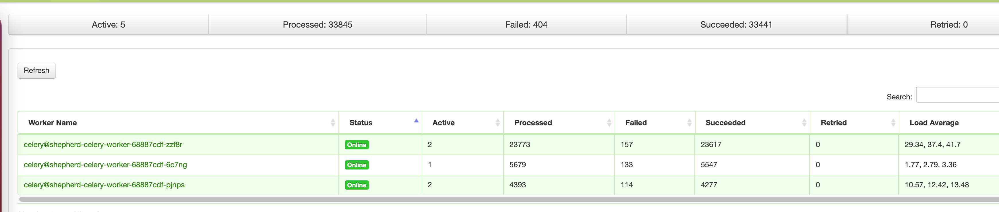 Active: 5 Processed: 33845 Failed: 404 Succeeded: 33441 Retried: 0
Refresh
Search:
Worker Name Status Active Processed Failed Succeeded Retried Load Average
celery@shepherd-celery-worker-68887cdf-zzf8r Online 2 23773 157 23617 0 29.34, 37.4, 41.7
celery@shepherd-celery-worker-68887cdf-6c7ng Online 1 5679 133 5547 0 1.77, 2.79, 3.36
celery@shepherd-celery-worker-68887cdf-pjnps Online 2 4393 114 4277 0 10.57, 12.42, 13.48